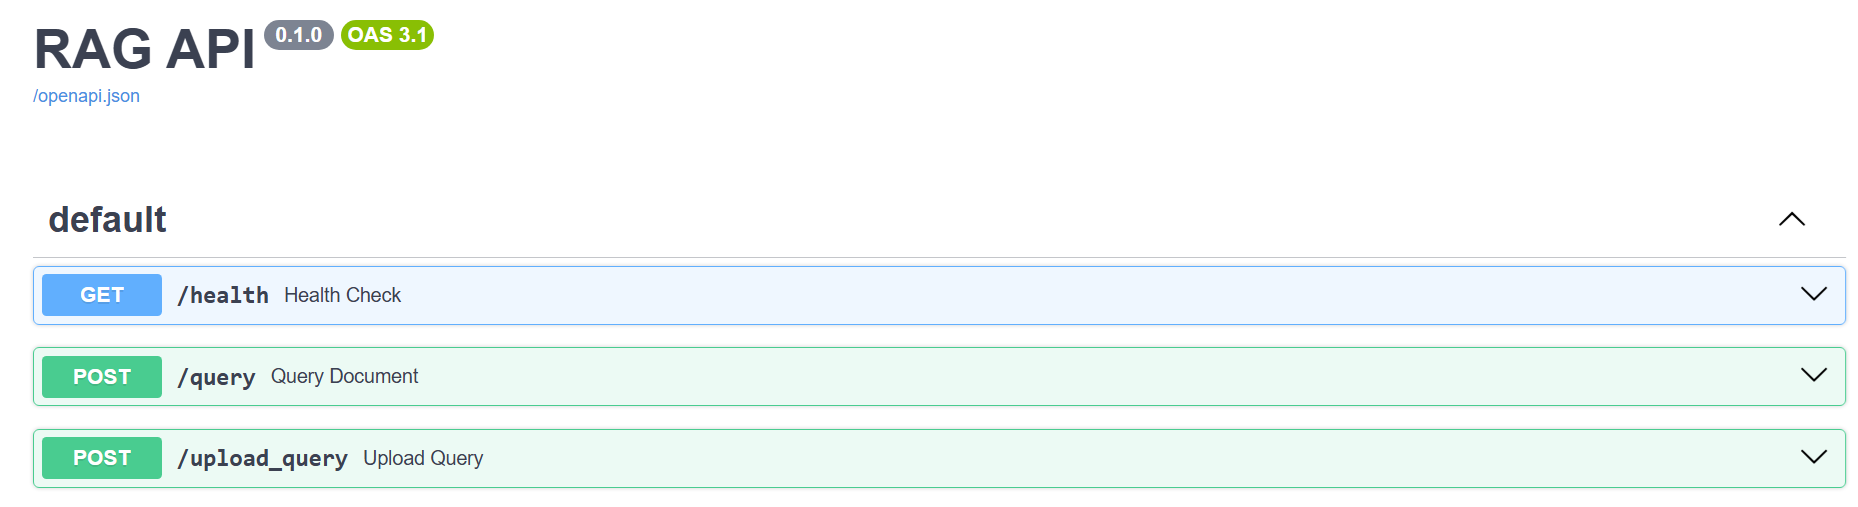 RAG API 0.1.0 OAS 3.1
/openapi.json
default
GET /health Health Check
POST /query Query Document
POST /upload_query Upload Query